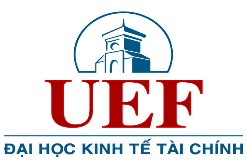 UEF
ĐẠI HỌC KINH TẾ TÀI CHÍNH